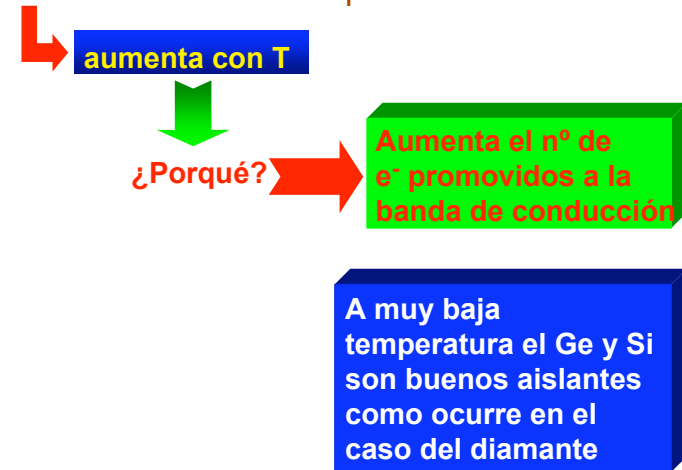 aumenta con T
¿Porqué?
Aumenta el nº de
e⁻ promovidos a la
banda de conducción
A muy baja
temperatura el Ge y Si
son buenos aislantes
como ocurre en el
caso del diamante